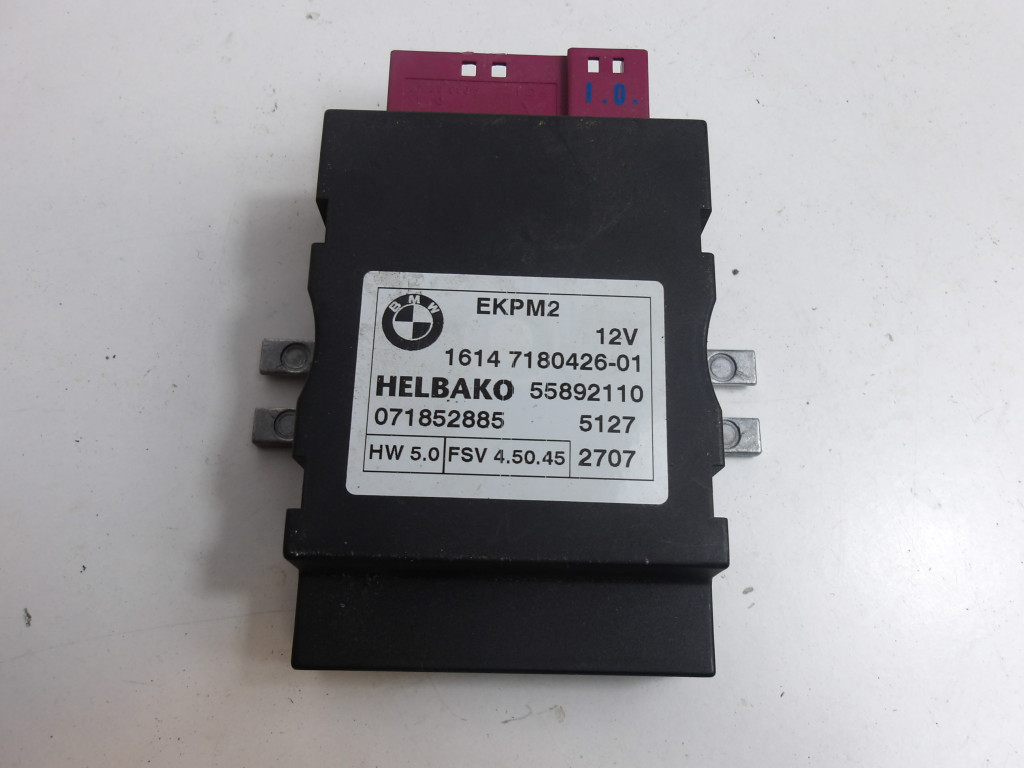 I.O.
BMW
EKPM2
12V
1614 7180426-01
HELBAKO 55892110
071852885 5127
HW 5.0 FSV 4.50.45 2707